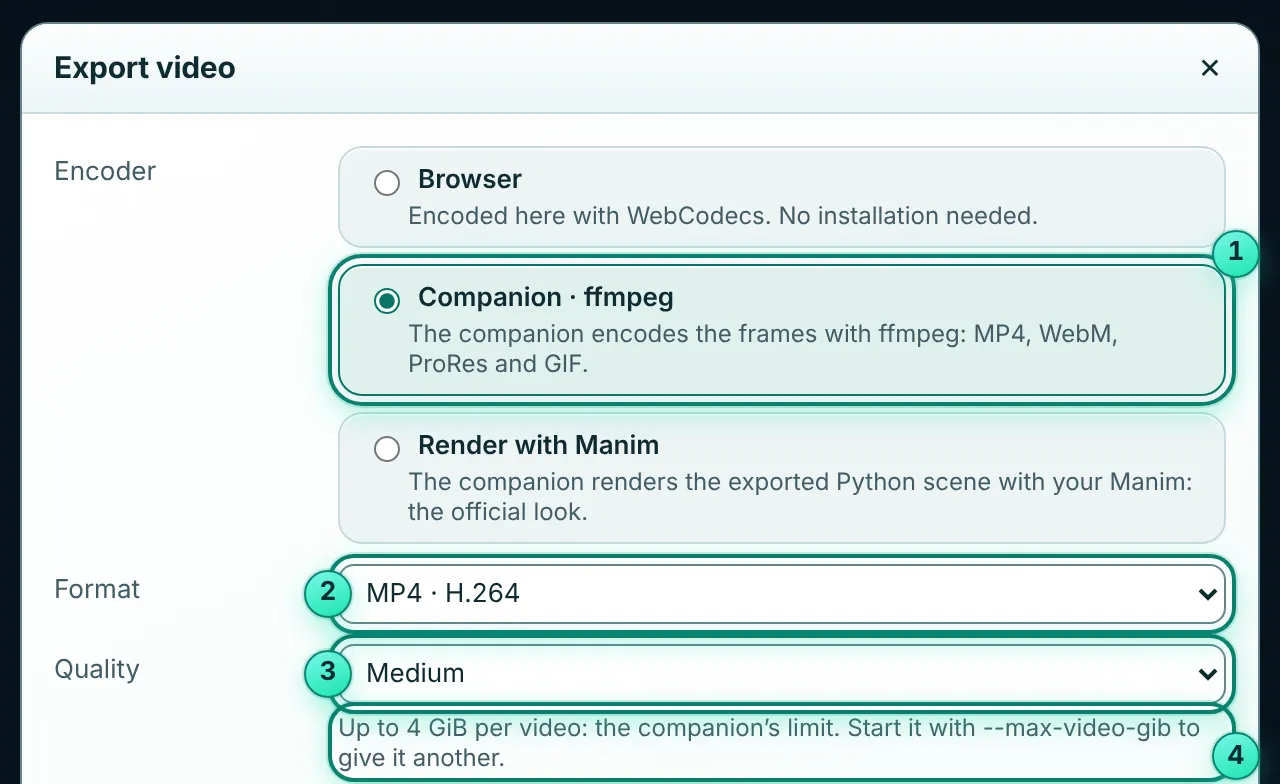 Export video
Encoder
Browser
Encoded here with WebCodecs. No installation needed.
1
Companion · ffmpeg
The companion encodes the frames with ffmpeg: MP4, WebM,
ProRes and GIF.
Render with Manim
The companion renders the exported Python scene with your Manim:
the official look.
Format
2
MP4 · H.264
Quality
3
Medium
Up to 4 GiB per video: the companion’s limit. Start it with --max-video-gib to
give it another.
4